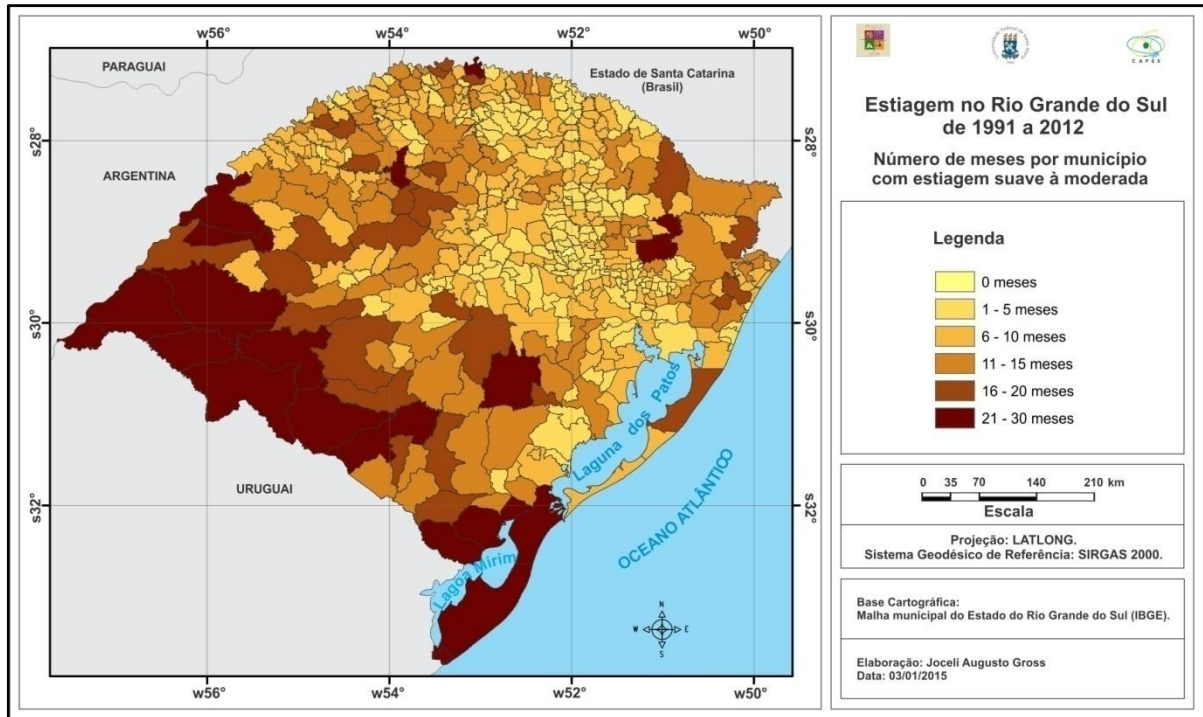 w56°
w54°
w52°
w50°
PARAGUAI
Estado de Santa Catarina
(Brasil)
s28°
s28°
ARGENTINA
s30°
s30°
Laguna dos Patos
URUGUAI
s32°
s32°
OCEANO ATLÂNTICO
Lagoa Mirim
N
W
E
S
w56°
w54°
w52°
w50°
CAPES
Estiagem no Rio Grande do Sul
de 1991 a 2012
Número de meses por município
com estiagem suave à moderada
Legenda
0 meses
1 - 5 meses
6 - 10 meses
11 - 15 meses
16 - 20 meses
21 - 30 meses
0 35 70 140 210 km
Escala
Projeção: LATLONG.
Sistema Geodésico de Referência: SIRGAS 2000.
Base Cartográfica:
Malha municipal do Estado do Rio Grande do Sul (IBGE).
Elaboração: Joceli Augusto Gross
Data: 03/01/2015